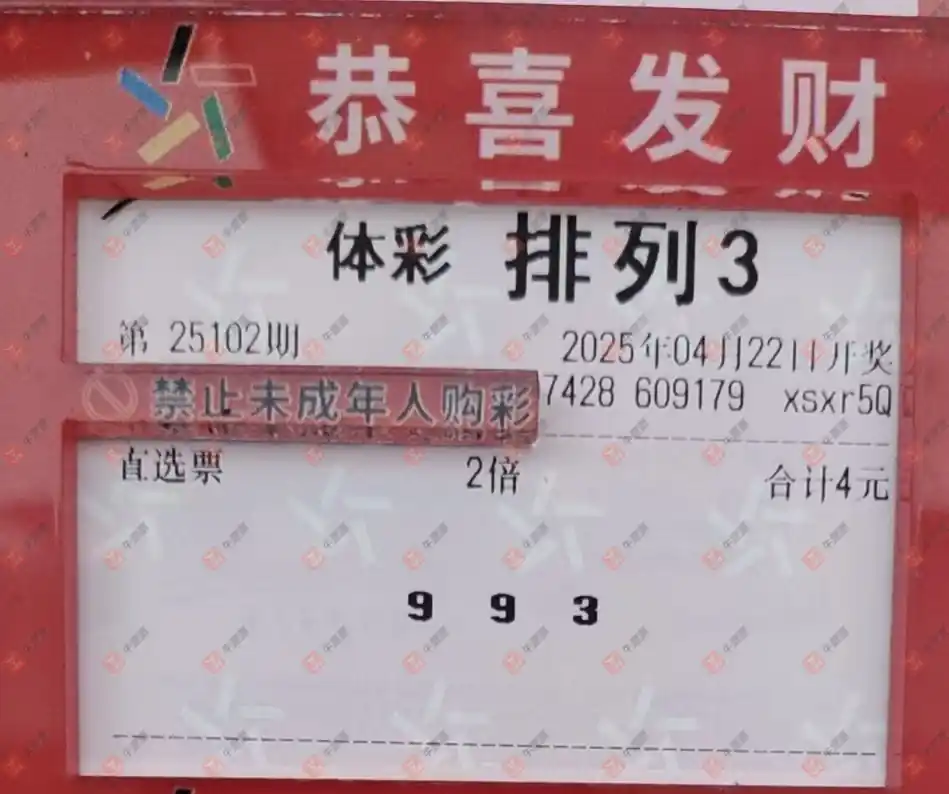 恭喜发财
体彩 排列3
第 25102期 2025年04月22日开奖
禁止未成年人购彩 7428 609179 xsxr5Q
直选票 2倍 合计4元
9 9 3